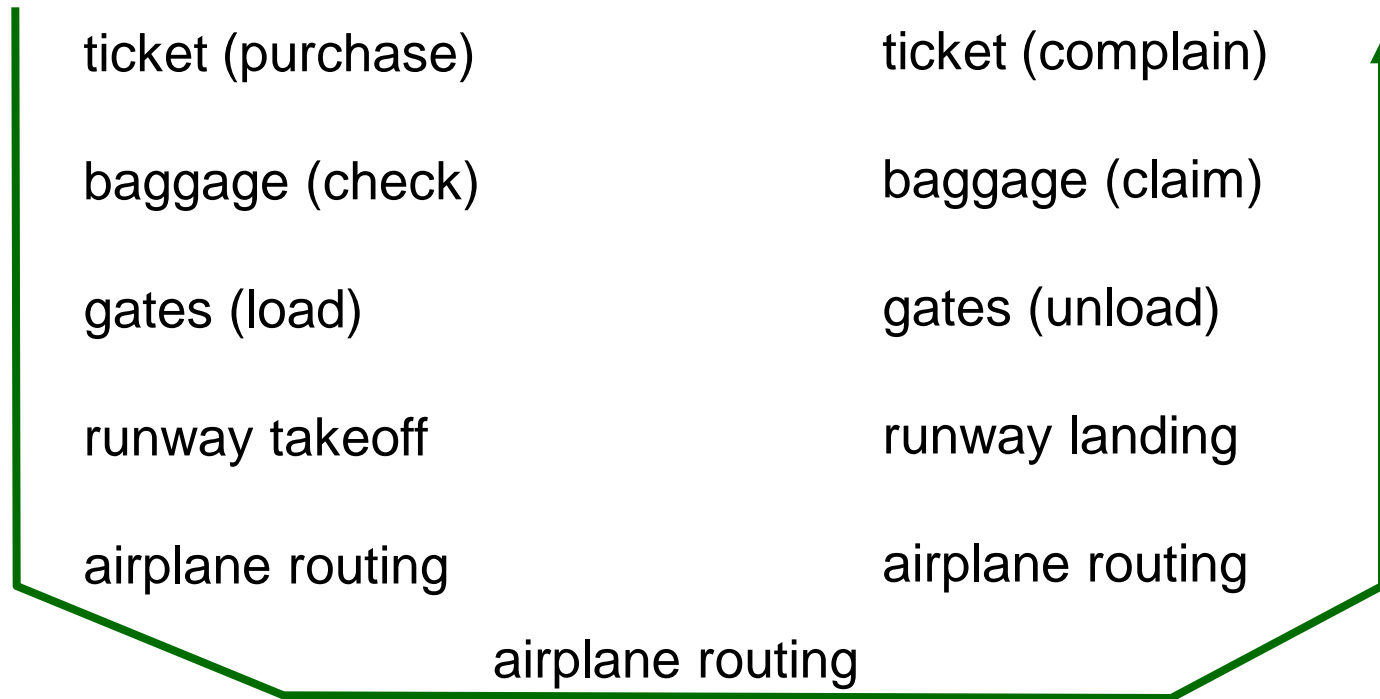 ticket (purchase)
baggage (check)
gates (load)
runway takeoff
airplane routing
ticket (complain)
baggage (claim)
gates (unload)
runway landing
airplane routing
airplane routing